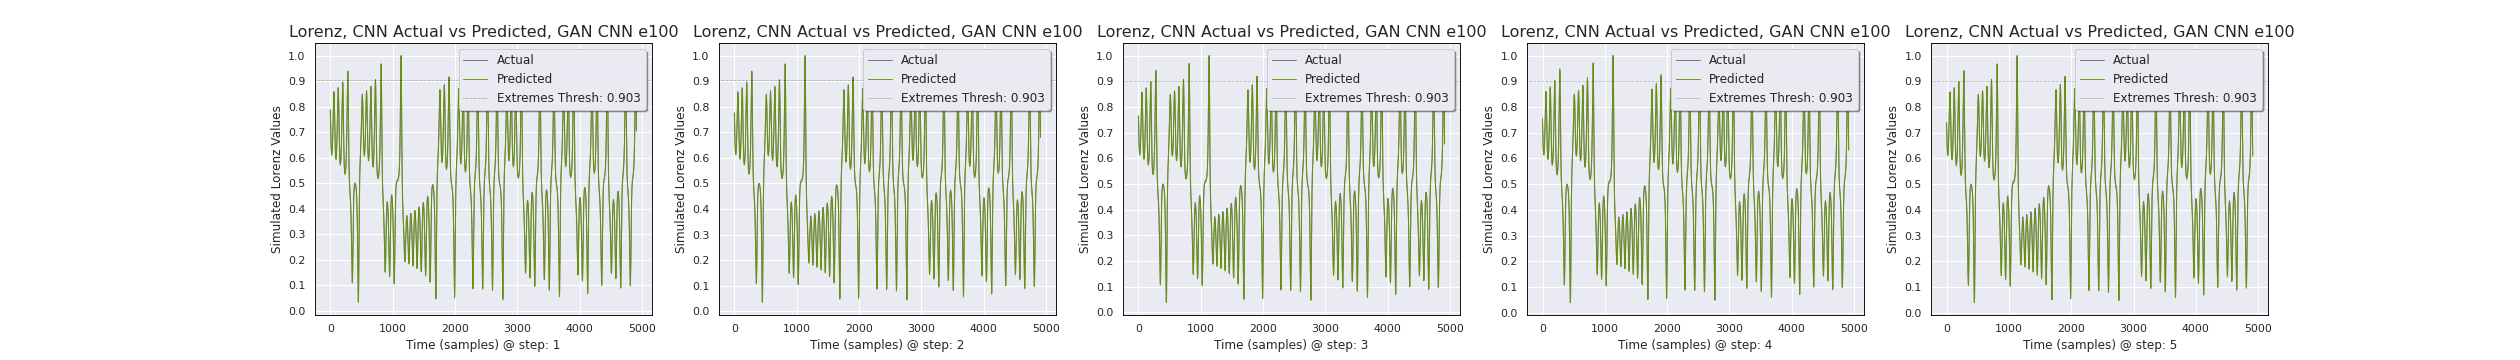 Lorenz, CNN Actual vs Predicted, GAN CNN e100
Simulated Lorenz Values
1.0
0.9
0.8
0.7
0.6
0.5
0.4
0.3
0.2
0.1
0.0
Actual
Predicted
Extremes Thresh: 0.903
0 1000 2000 3000 4000 5000
Time (samples) @ step: 1
Lorenz, CNN Actual vs Predicted, GAN CNN e100
Simulated Lorenz Values
1.0
0.9
0.8
0.7
0.6
0.5
0.4
0.3
0.2
0.1
0.0
Actual
Predicted
Extremes Thresh: 0.903
0 1000 2000 3000 4000 5000
Time (samples) @ step: 2
Lorenz, CNN Actual vs Predicted, GAN CNN e100
Simulated Lorenz Values
1.0
0.9
0.8
0.7
0.6
0.5
0.4
0.3
0.2
0.1
0.0
Actual
Predicted
Extremes Thresh: 0.903
0 1000 2000 3000 4000 5000
Time (samples) @ step: 3
Lorenz, CNN Actual vs Predicted, GAN CNN e100
Simulated Lorenz Values
1.0
0.9
0.8
0.7
0.6
0.5
0.4
0.3
0.2
0.1
0.0
Actual
Predicted
Extremes Thresh: 0.903
0 1000 2000 3000 4000 5000
Time (samples) @ step: 4
Lorenz, CNN Actual vs Predicted, GAN CNN e100
Simulated Lorenz Values
1.0
0.9
0.8
0.7
0.6
0.5
0.4
0.3
0.2
0.1
0.0
Actual
Predicted
Extremes Thresh: 0.903
0 1000 2000 3000 4000 5000
Time (samples) @ step: 5